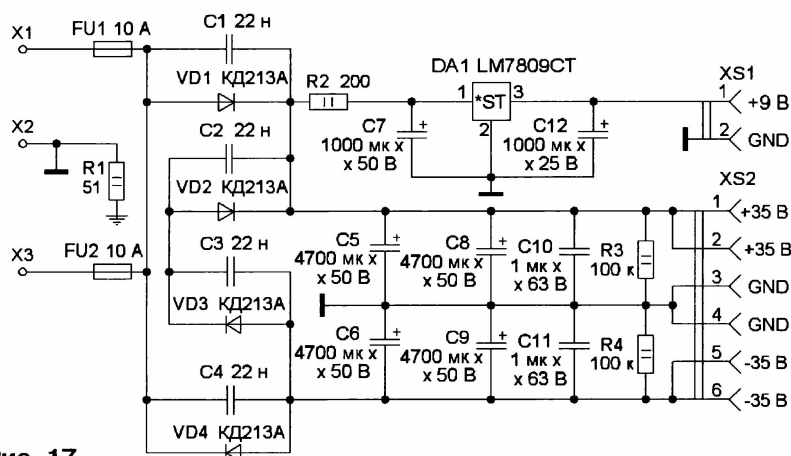 X1
FU1 10 А
C1 22 н
VD1 КД213А
R2 200
DA1 LM7809CT
1
*ST
3
2
XS1
1
+9 В
2
GND
X2
R1
51
C2 22 н
VD2 КД213А
C7
1000 мк х
х 50 В
+
C12
1000 мк х
х 25 В
+
XS2
1
+35 В
2
+35 В
3
GND
4
GND
5
-35 В
6
-35 В
X3
FU2 10 А
C3 22 н
VD3 КД213А
C5
4700 мк х
х 50 В
+
C8
4700 мк х
х 50 В
+
C10
1 мк х
х 63 В
R3
100 к
C6
4700 мк х
х 50 В
+
C9
4700 мк х
х 50 В
+
C11
1 мк х
х 63 В
R4
100 к
C4 22 н
VD4 КД213А
17